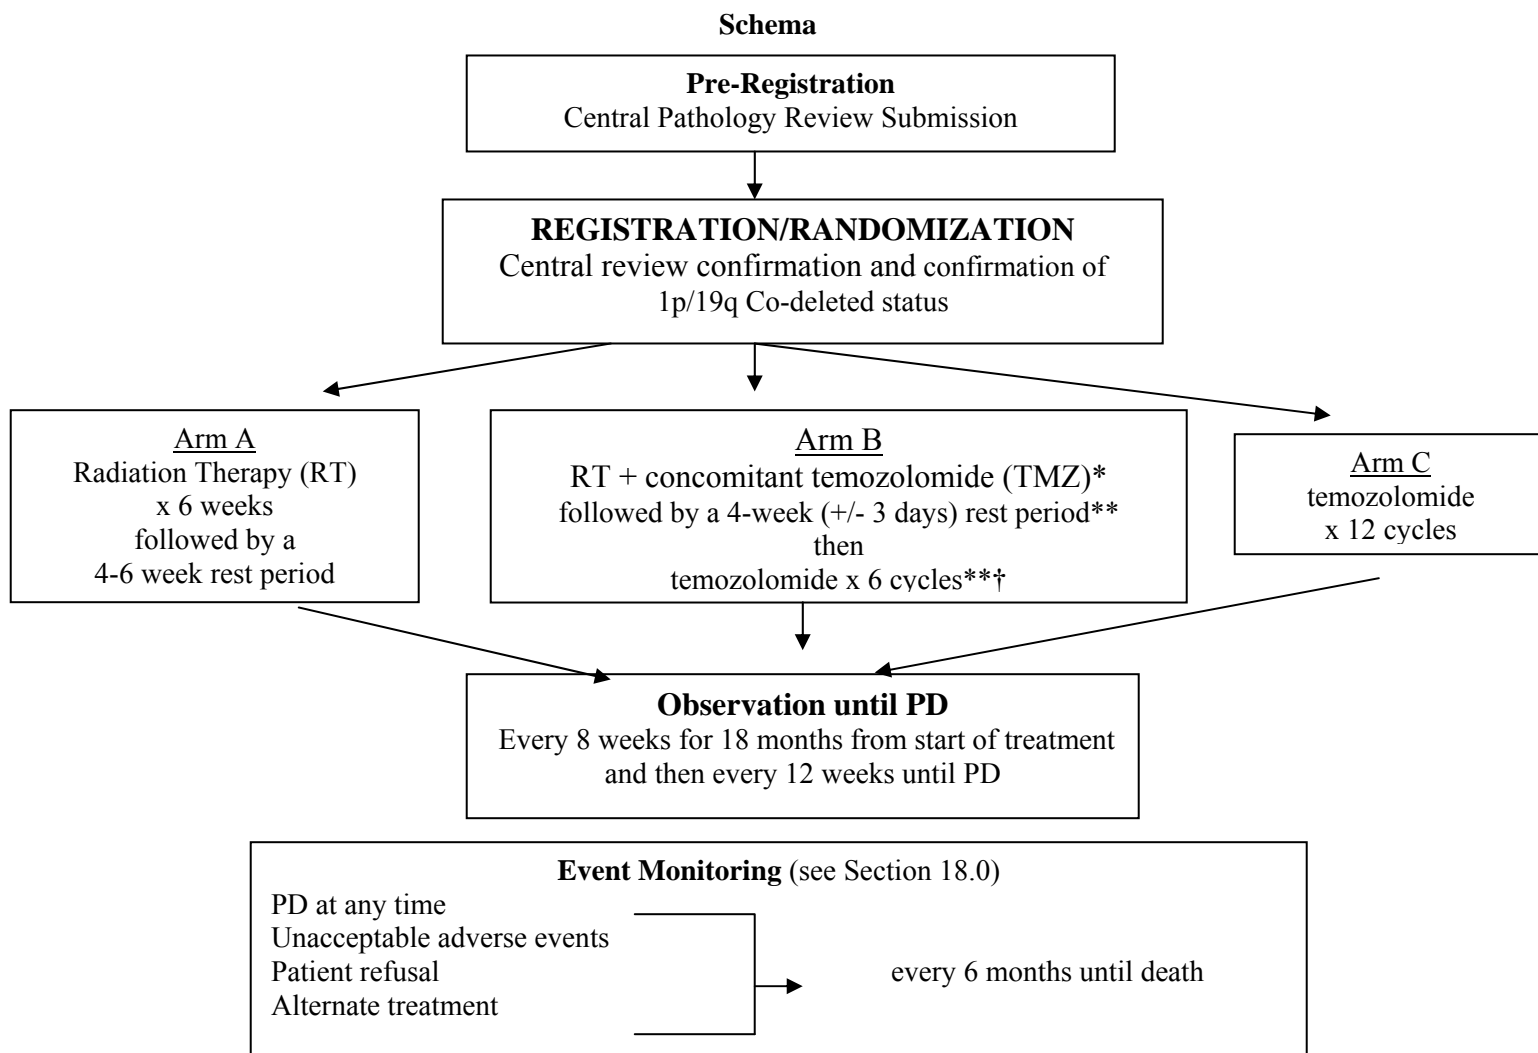 Schema
Pre-Registration
Central Pathology Review Submission
REGISTRATION/RANDOMIZATION
Central review confirmation and confirmation of
1p/19q Co-deleted status
Arm A
Radiation Therapy (RT)
x 6 weeks
followed by a
4-6 week rest period
Arm B
RT + concomitant temozolomide (TMZ)*
followed by a 4-week (+/- 3 days) rest period**
then
temozolomide x 6 cycles**†
Arm C
temozolomide
x 12 cycles
Observation until PD
Every 8 weeks for 18 months from start of treatment
and then every 12 weeks until PD
Event Monitoring (see Section 18.0)
PD at any time
Unacceptable adverse events
Patient refusal
Alternate treatment
every 6 months until death